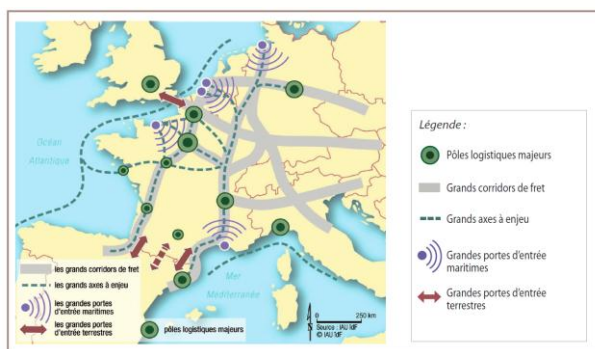 Océan
Atlantique
Mer
Méditerranée
les grands corridors de fret
les grands axes à enjeu
les grandes portes
d'entrée maritimes
les grandes portes
d'entrée terrestres
pôles logistiques majeurs
N
0 250 km
Source : IAU îdF
© IAU îdF
Légende :
Pôles logistiques majeurs
Grands corridors de fret
Grands axes à enjeu
Grandes portes d'entrée
maritimes
Grandes portes d'entrée
terrestres